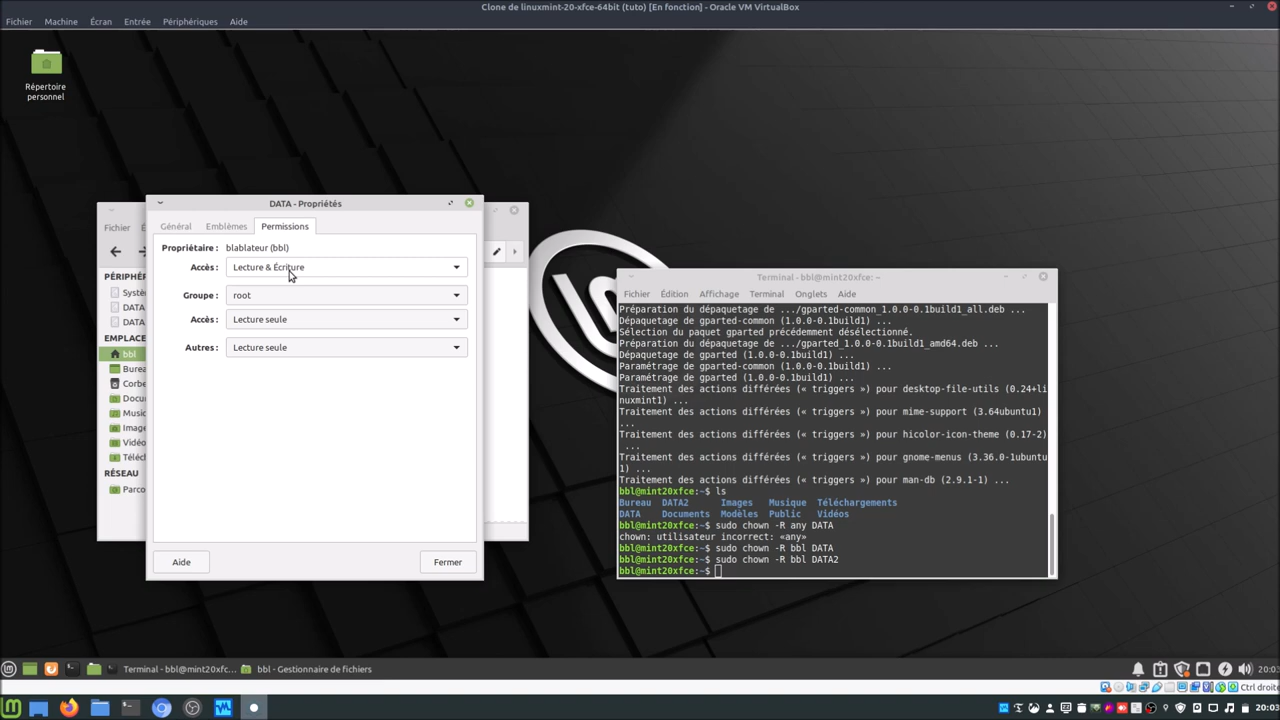 Clone de linuxmint-20-xfce-64bit (tuto) [En fonction] - Oracle VM VirtualBox
Fichier Machine Écran Entrée Périphériques Aide
Répertoire
personnel
DATA - Propriétés
Général Emblèmes Permissions
Propriétaire : blablateur (bbl)
Accès : Lecture & Écriture
Groupe : root
Accès : Lecture seule
Autres : Lecture seule
Aide Fermer
Fichier
PÉRIPHÉR
Systè
DATA
DATA
EMPLACE
bbl
Burea
Corbe
Docu
Music
Image
Vidéo
Téléc
RÉSEAU
Parco
Terminal - bbl@mint20xfce: ~
Fichier Édition Affichage Terminal Onglets Aide
Préparation du dépaquetage de .../gparted-common_1.0.0-0.1build1_all.deb ...
Dépaquetage de gparted-common (1.0.0-0.1build1) ...
Sélection du paquet gparted précédemment désélectionné.
Préparation du dépaquetage de .../gparted_1.0.0-0.1build1_amd64.deb ...
Dépaquetage de gparted (1.0.0-0.1build1) ...
Paramétrage de gparted-common (1.0.0-0.1build1) ...
Paramétrage de gparted (1.0.0-0.1build1) ...
Traitement des actions différées (« triggers ») pour desktop-file-utils (0.24+li
nuxmint1) ...
Traitement des actions différées (« triggers ») pour mime-support (3.64ubuntu1)
...
Traitement des actions différées (« triggers ») pour hicolor-icon-theme (0.17-2)
...
Traitement des actions différées (« triggers ») pour gnome-menus (3.36.0-1ubuntu
1) ...
Traitement des actions différées (« triggers ») pour man-db (2.9.1-1) ...
bbl@mint20xfce:~$ ls
Bureau DATA2 Images Musique Téléchargements
DATA Documents Modèles Public Vidéos
bbl@mint20xfce:~$ sudo chown -R any DATA
chown: utilisateur incorrect: «any»
bbl@mint20xfce:~$ sudo chown -R bbl DATA
bbl@mint20xfce:~$ sudo chown -R bbl DATA2
bbl@mint20xfce:~$
Terminal - bbl@mint20xfc... bbl - Gestionnaire de fichiers 20:03
Ctrl droite
20:03